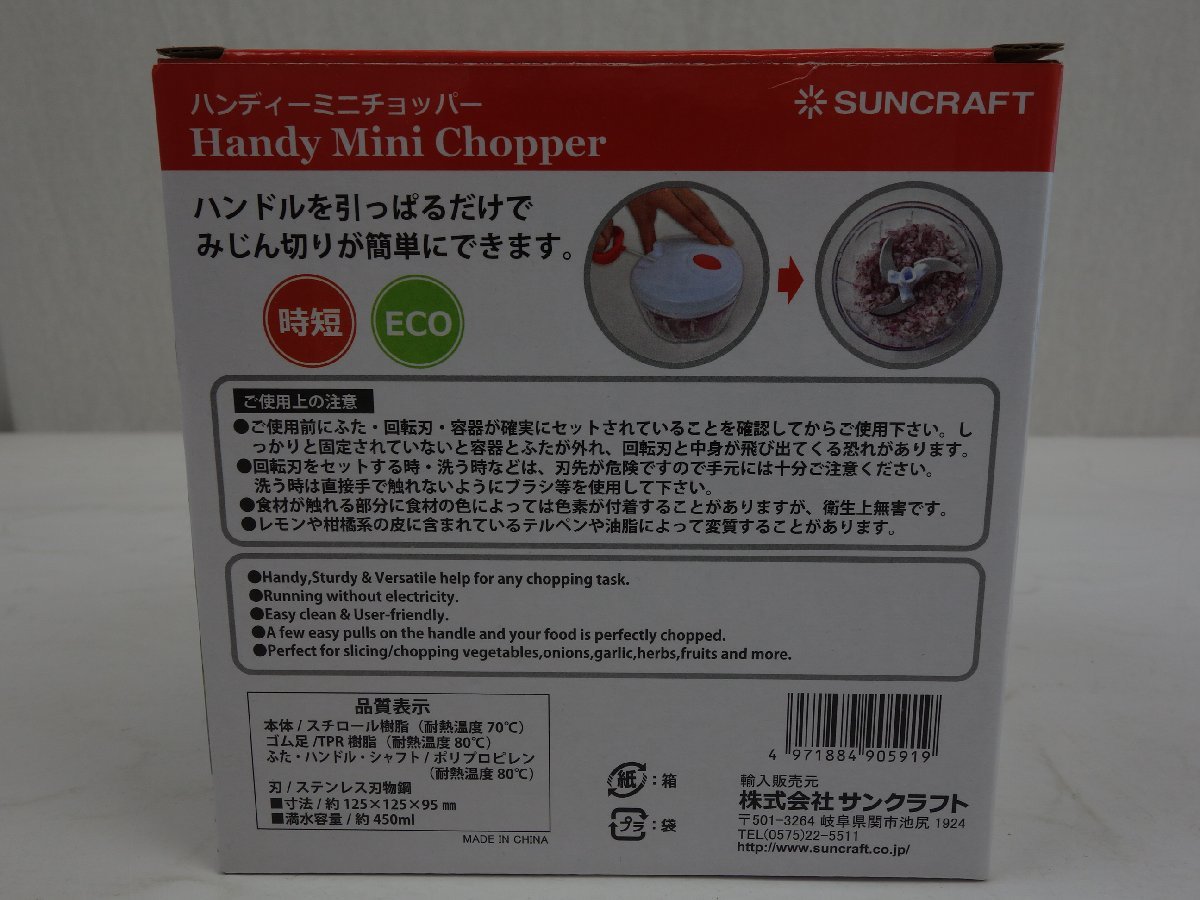 ハンディーミニチョッパー
Handy Mini Chopper
SUNCRAFT
ハンドルを引っぱるだけで
みじん切りが簡単にできます。
時短
ECO
ご使用上の注意
●ご使用前にふた・回転刃・容器が確実にセットされていることを確認してからご使用下さい。し
っかりと固定されていないと容器とふたが外れ、回転刃と中身が飛び出てくる恐れがあります。
●回転刃をセットする時・洗う時などは、刃先が危険ですので手元には十分ご注意ください。
洗う時は直接手で触れないようにブラシ等を使用して下さい。
●食材が触れる部分に食材の色によっては色素が付着することがありますが、衛生上無害です。
●レモンや柑橘系の皮に含まれているテルペンや油脂によって変質することがあります。
●Handy,Sturdy & Versatile help for any chopping task.
●Running without electricity.
●Easy clean & User-friendly.
●A few easy pulls on the handle and your food is perfectly chopped.
●Perfect for slicing/chopping vegetables,onions,garlic,herbs,fruits and more.
品質表示
本体/スチロール樹脂（耐熱温度70℃）
ゴム足/TPR樹脂（耐熱温度80℃）
ふた・ハンドル・シャフト/ポリプロピレン
（耐熱温度80℃）
刃/ステンレス刃物鋼
■寸法/約125×125×95㎜
■満水容量/約450ml
MADE IN CHINA
紙：箱
プラ：袋
4 971884 905919
輸入販売元
株式会社サンクラフト
〒501-3264 岐阜県関市池尻1924
TEL(0575)22-5511
http://www.suncraft.co.jp/